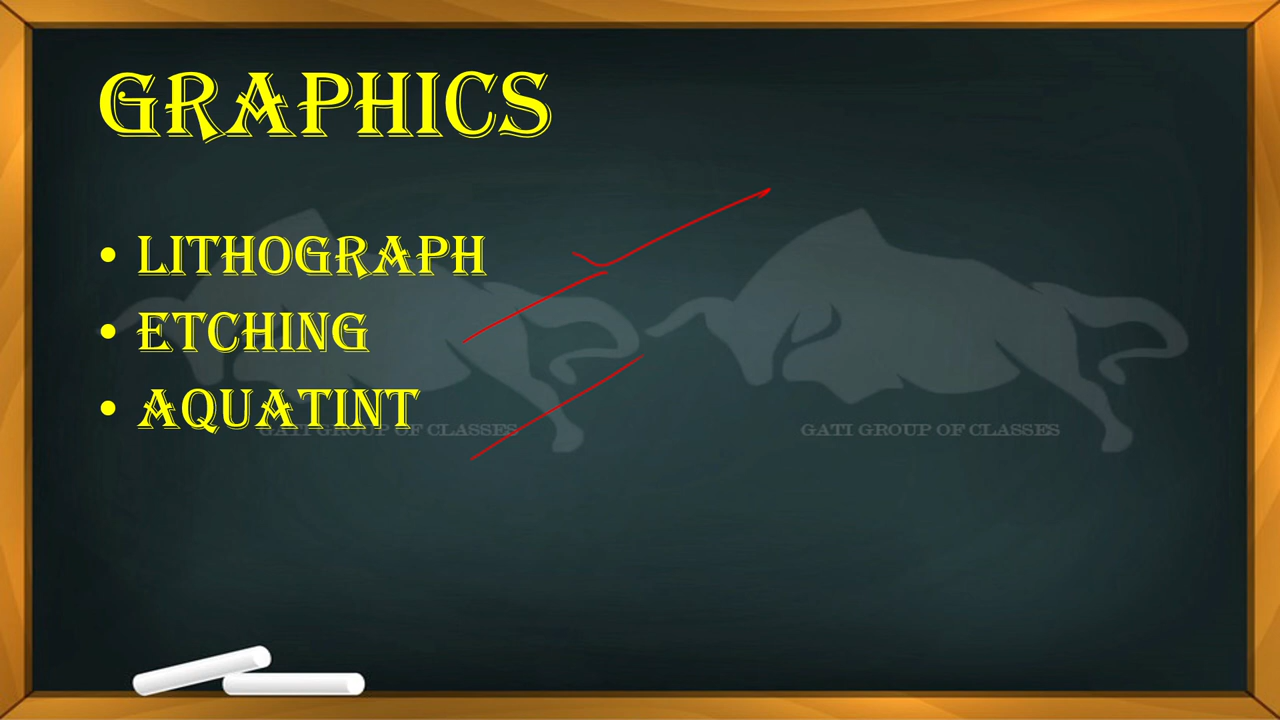 GRAPHICS
• LITHOGRAPH
• ETCHING
• AQUATINT
GATI GROUP OF CLASSES
GATI GROUP OF CLASSES